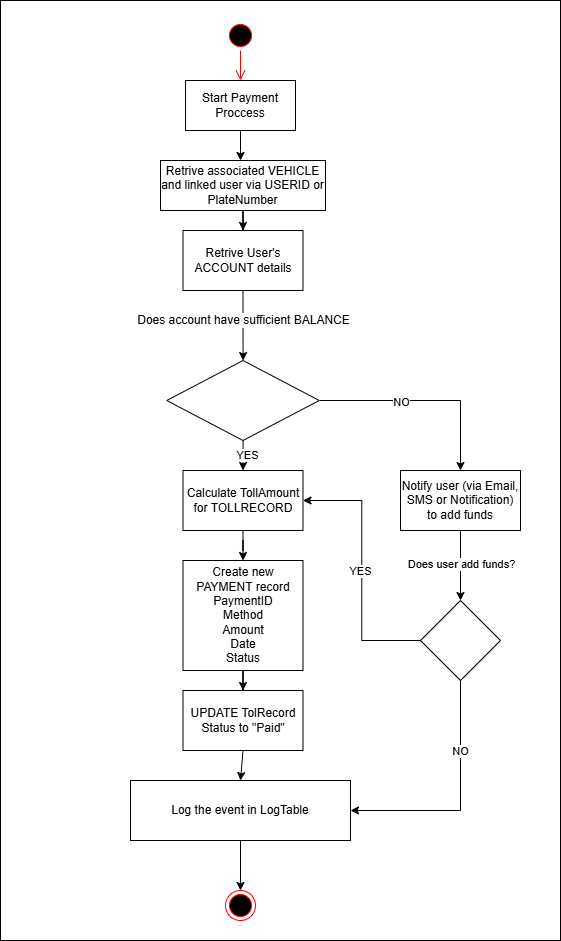 Start Payment
Proccess
Retrive associated VEHICLE
and linked user via USERID or
PlateNumber
Retrive User's
ACCOUNT details
Does account have sufficient BALANCE
NO
YES
Calculate TollAmount
for TOLLRECORD
Notify user (via Email,
SMS or Notification)
to add funds
Does user add funds?
YES
Create new
PAYMENT record
PaymentID
Method
Amount
Date
Status
UPDATE TolRecord
Status to "Paid"
NO
Log the event in LogTable